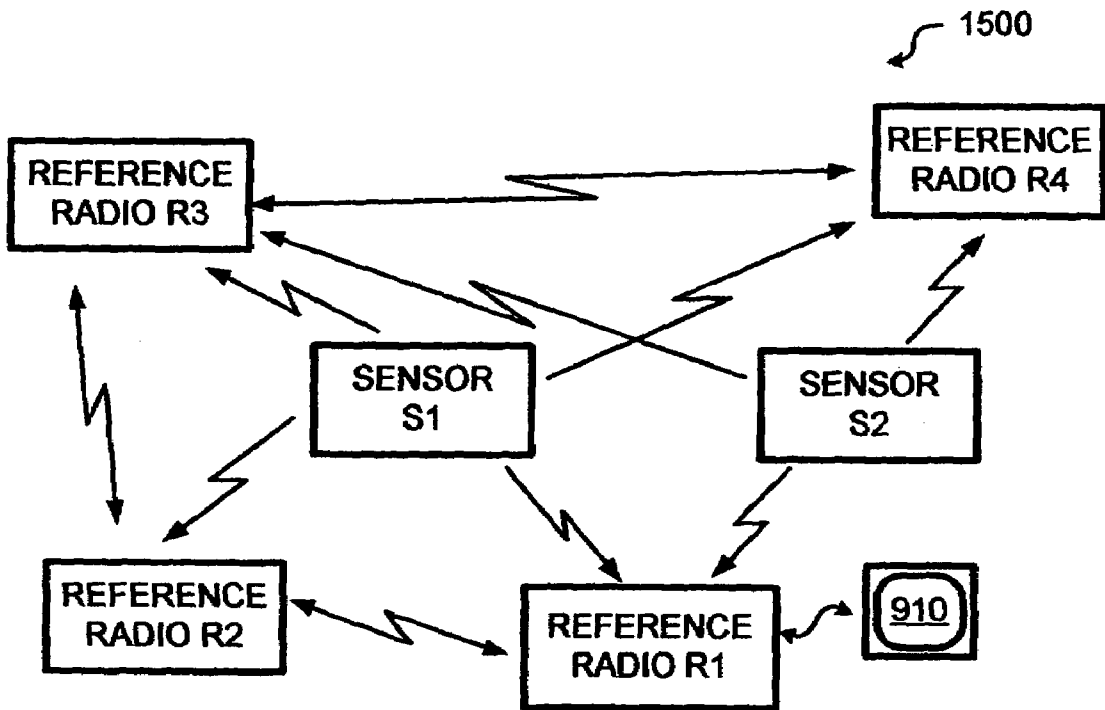 1500
REFERENCE
RADIO R3
REFERENCE
RADIO R4
SENSOR
S1
SENSOR
S2
REFERENCE
RADIO R2
REFERENCE
RADIO R1
910